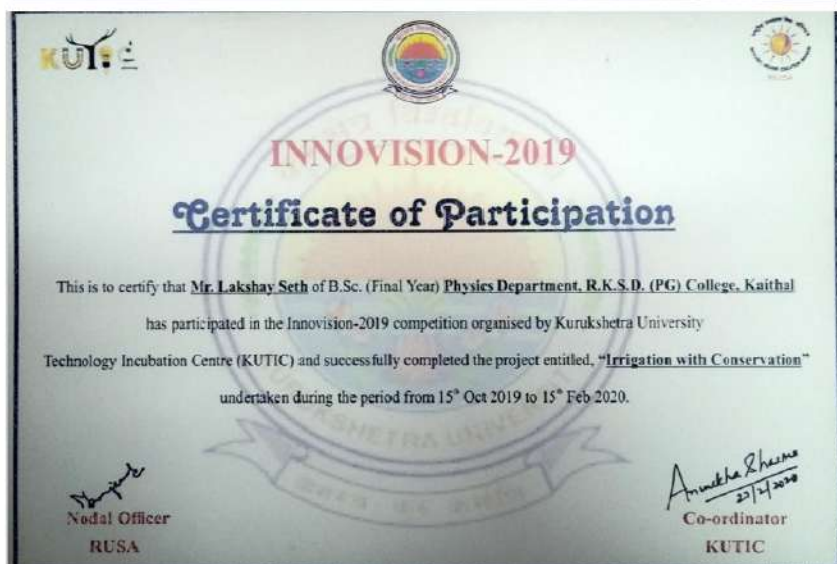 KUTIC
INNOVISION-2019
Certificate of Participation
This is to certify that Mr. Lakshay Seth of B.Sc. (Final Year) Physics Department, R.K.S.D. (PG) College, Kaithal
has participated in the Innovision-2019 competition organised by Kurukshetra University
Technology Incubation Centre (KUTIC) and successfully completed the project entitled, "Irrigation with Conservation"
undertaken during the period from 15th Oct 2019 to 15th Feb 2020.
Nodal Officer
RUSA
Anuekha Sharma
Co-ordinator
KUTIC